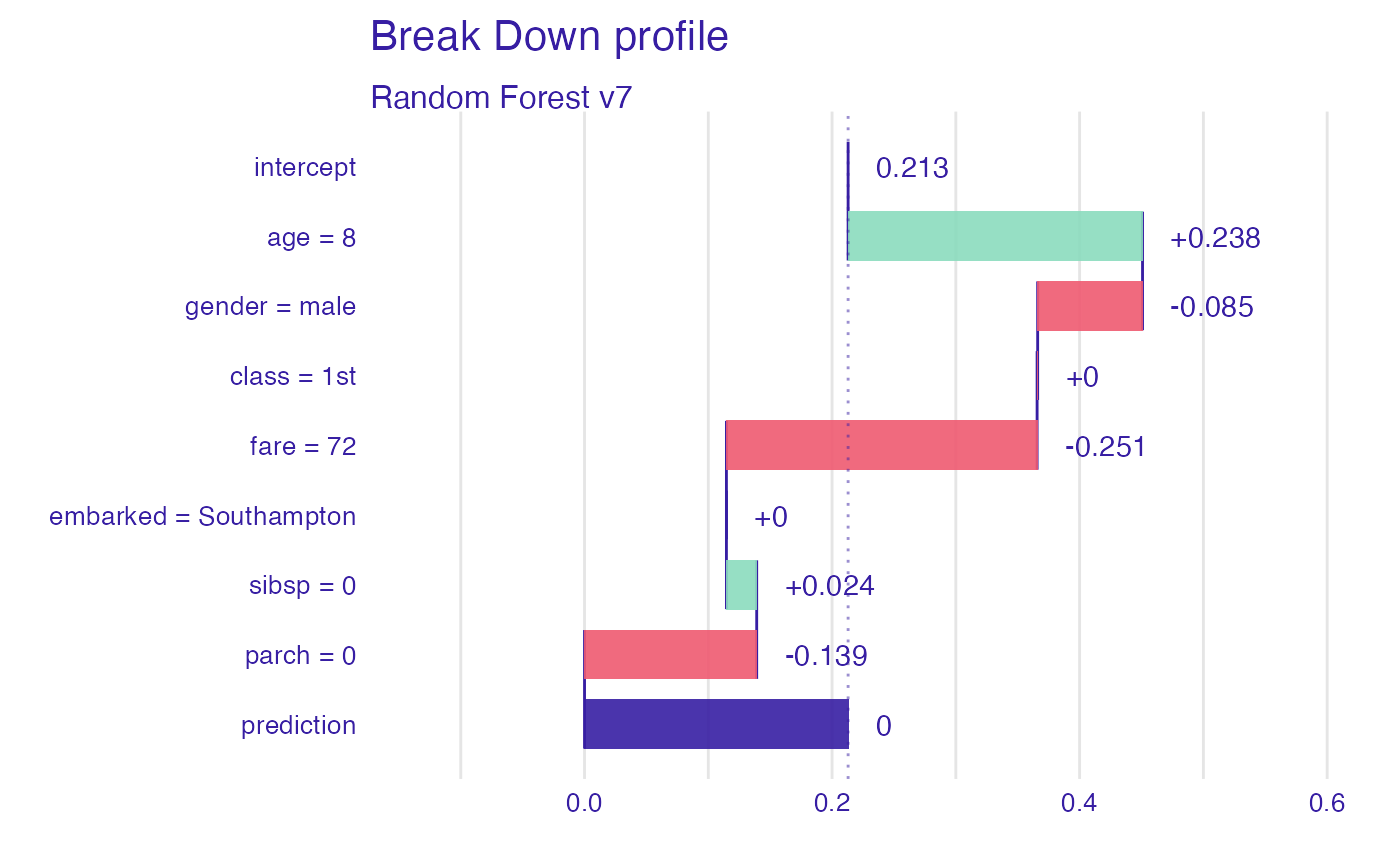 Break Down profile
Random Forest v7
intercept 0.213
age = 8 +0.238
gender = male -0.085
class = 1st +0
fare = 72 -0.251
embarked = Southampton +0
sibsp = 0 +0.024
parch = 0 -0.139
prediction 0
0.0 0.2 0.4 0.6